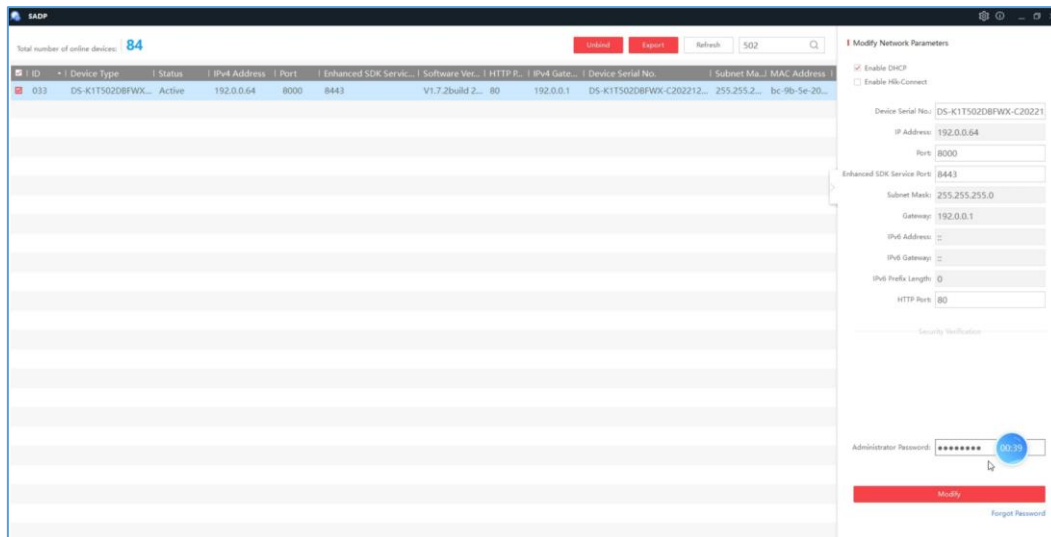 SADP
Total number of online devices: 84
Unbind
Export
Refresh
502
ID Device Type Status IPv4 Address Port Enhanced SDK Servic... Software Ver... HTTP P... IPv4 Gate... Device Serial No. Subnet Ma... MAC Address
033 DS-K1T502DBFWX... Active 192.0.0.64 8000 8443 V1.7.2build 2... 80 192.0.0.1 DS-K1T502DBFWX-C202212... 255.255.2... bc-9b-5e-20...
Modify Network Parameters
Enable DHCP
Enable Hik-Connect
Device Serial No.: DS-K1T502DBFWX-C20221
IP Address: 192.0.0.64
Port: 8000
Enhanced SDK Service Port: 8443
Subnet Mask: 255.255.255.0
Gateway: 192.0.0.1
IPv6 Address: ::
IPv6 Gateway: ::
IPv6 Prefix Length: 0
HTTP Port: 80
Security Verification
Administrator Password: ●●●●●●●● 00:39
Modify
Forgot Password